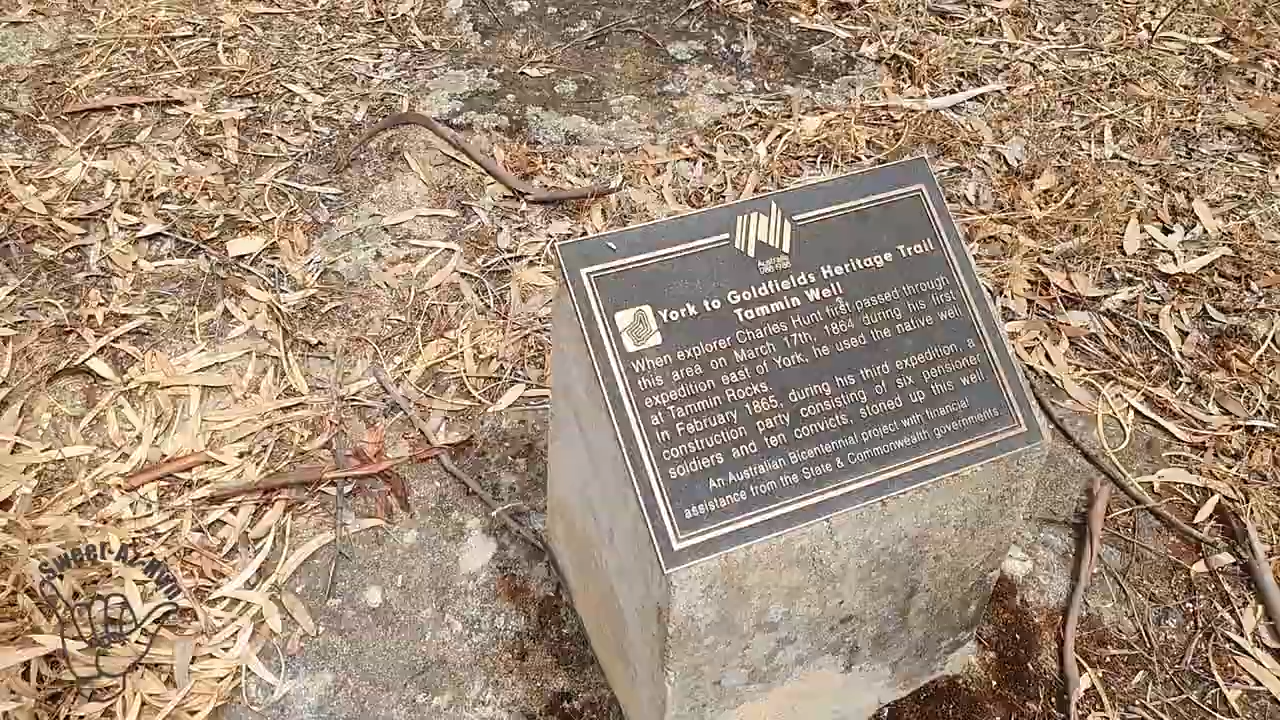 Australia
1788-1988
York to Goldfields Heritage Trail
Tammin Well
When explorer Charles Hunt first passed through
this area on March 17th, 1864 during his first
expedition east of York, he used the native well
at Tammin Rocks.
In February 1865, during his third expedition, a
construction party consisting of six pensioner
soldiers and ten convicts, stoned up this well.
An Australian Bicentennial project with financial
assistance from the State & Commonwealth governments.